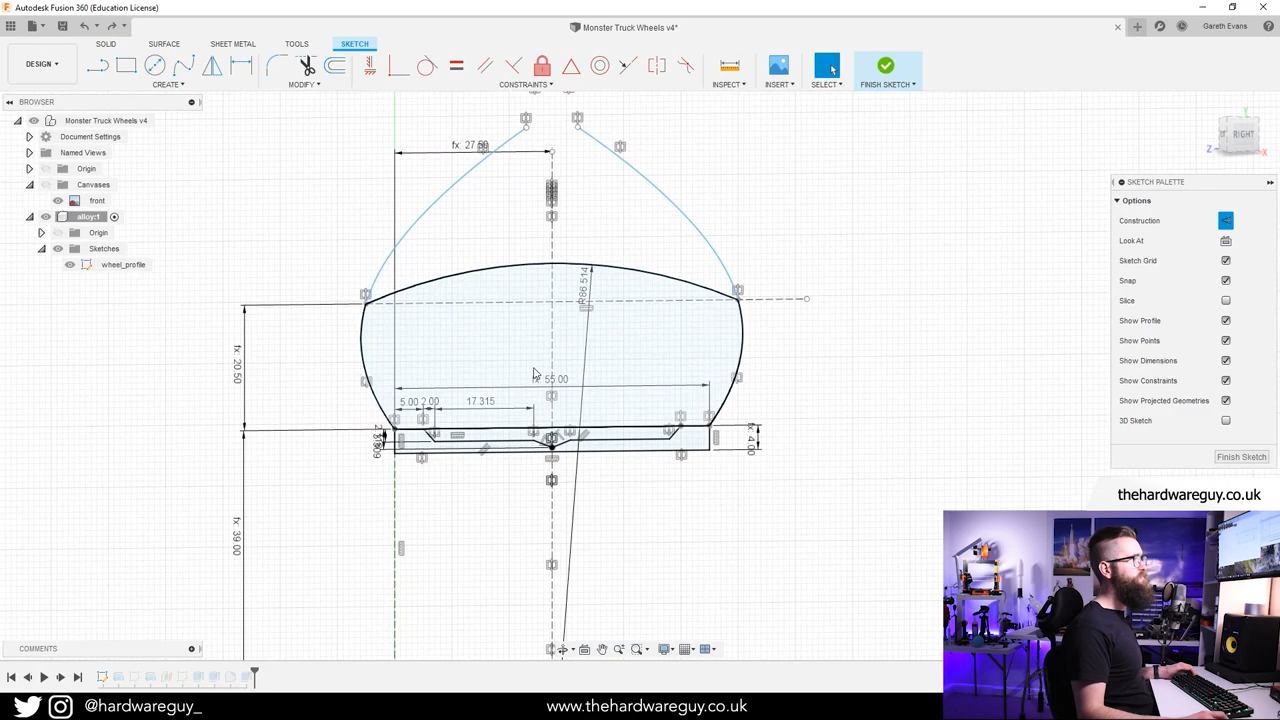 Autodesk Fusion 360 (Education License)
Monster Truck Wheels v4*
Gareth Evans
DESIGN
SOLID
SURFACE
SHEET METAL
TOOLS
SKETCH
CREATE
MODIFY
CONSTRAINTS
INSPECT
INSERT
SELECT
FINISH SKETCH
BROWSER
Monster Truck Wheels v4
Document Settings
Named Views
Origin
Canvases
front
alloy:1
Origin
Sketches
wheel_profile
fx: 27.50
R86.514
fx: 20.50
fx: 55.00
5.00
2.00
17.315
fx: 4.00
fx: 39.00
Y
RIGHT
Z
X
SKETCH PALETTE
Options
Construction
Look At
Sketch Grid
Snap
Slice
Show Profile
Show Points
Show Dimensions
Show Constraints
Show Projected Geometries
3D Sketch
Finish Sketch
thehardwareguy.co.uk
COMMENTS
@hardwareguy_
www.thehardwareguy.co.uk